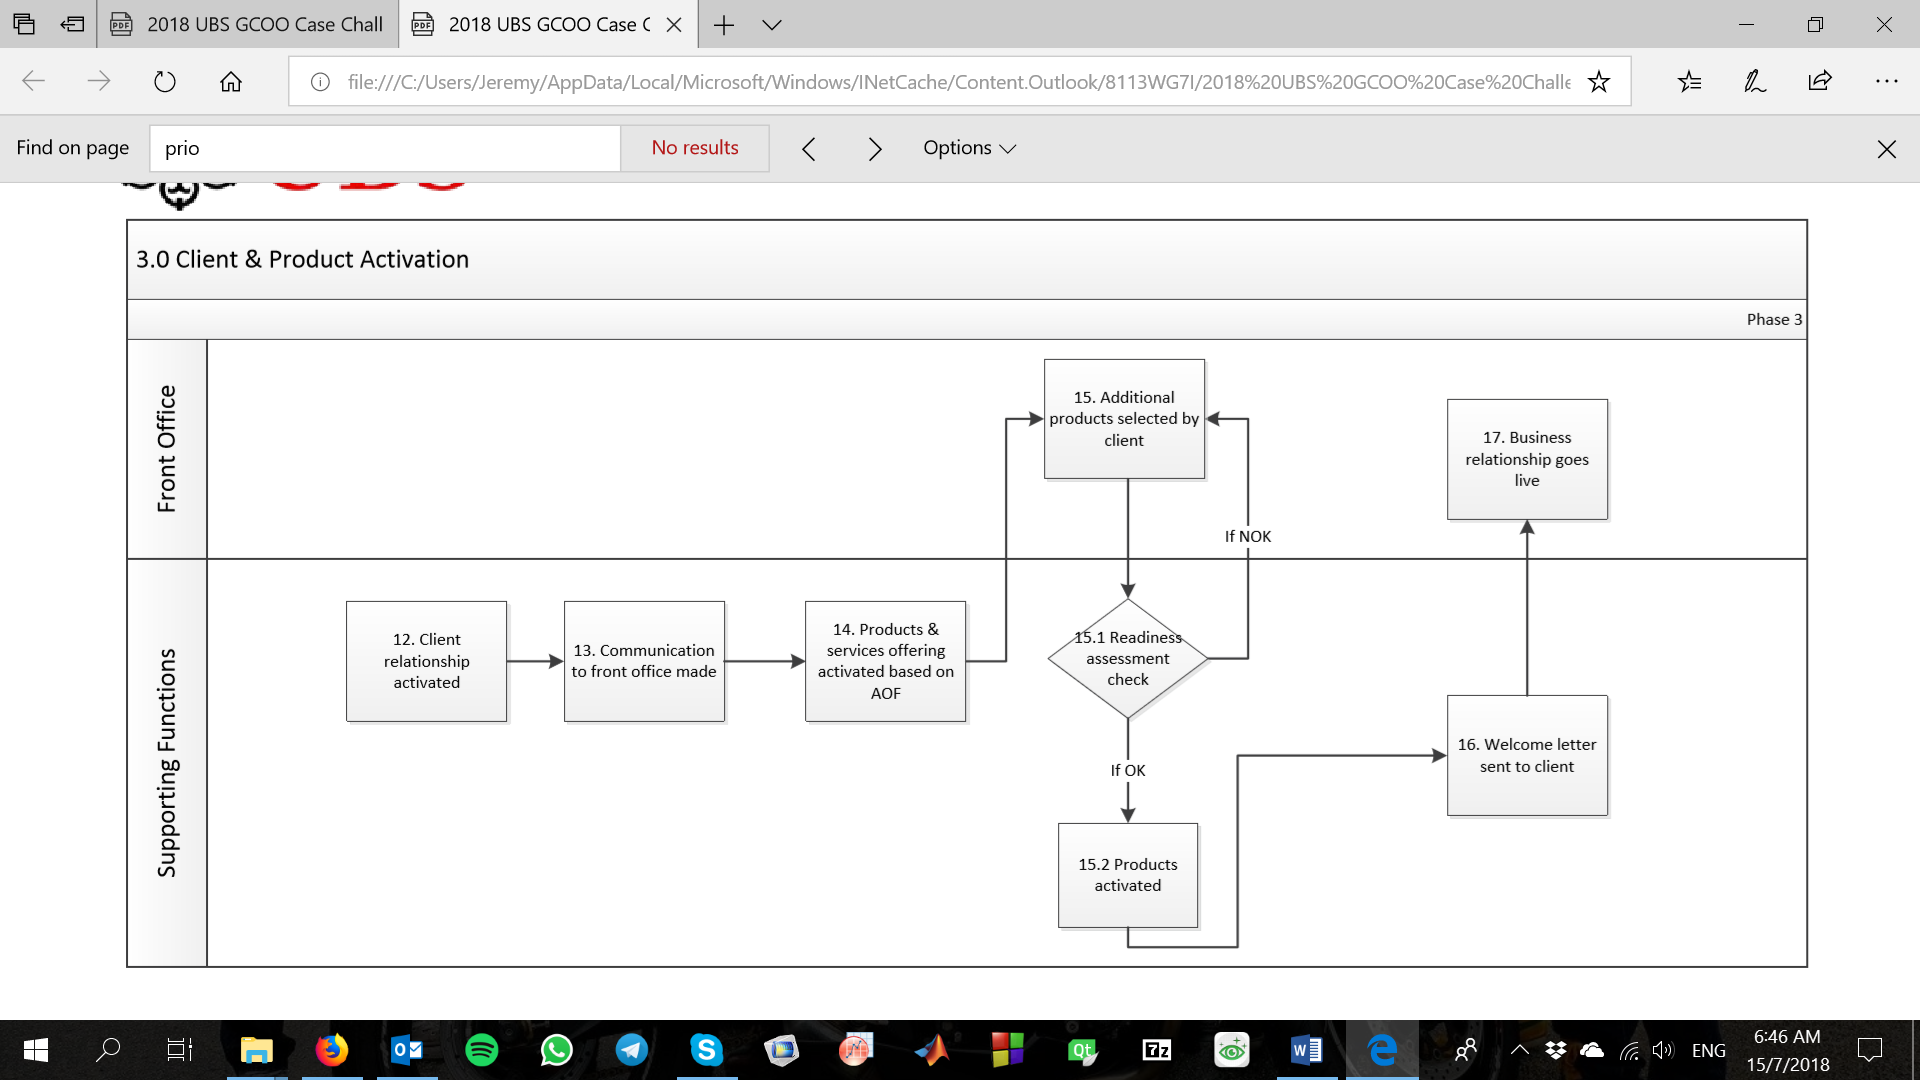 2018 UBS GCOO Case Chall
2018 UBS GCOO Case C
file:///C:/Users/Jeremy/AppData/Local/Microsoft/Windows/INetCache/Content.Outlook/8113WG7I/2018%20UBS%20GCOO%20Case%20Challe
Find on page
prio
No results
Options
3.0 Client & Product Activation
Phase 3
Front Office
15. Additional
products selected by
client
17. Business
relationship goes
live
If NOK
Supporting Functions
12. Client
relationship
activated
13. Communication
to front office made
14. Products &
services offering
activated based on
AOF
15.1 Readiness
assessment
check
If OK
16. Welcome letter
sent to client
15.2 Products
activated
Qt
7z
ENG
6:46 AM
15/7/2018